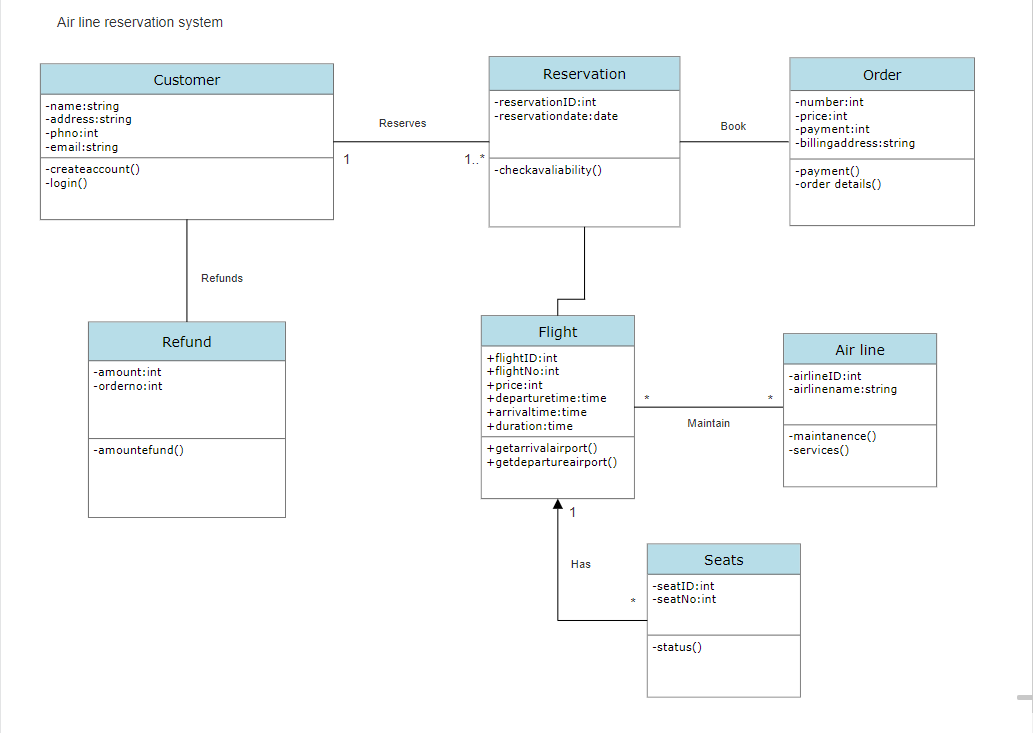 Air line reservation system
Customer
-name:string
-address:string
-phno:int
-email:string
-createaccount()
-login()
Reserves
1
1..*
Reservation
-reservationID:int
-reservationdate:date
-checkavaliability()
Book
Order
-number:int
-price:int
-payment:int
-billingaddress:string
-payment()
-order details()
Refunds
Refund
-amount:int
-orderno:int
-amountefund()
Flight
+flightID:int
+flightNo:int
+price:int
+departuretime:time
+arrivaltime:time
+duration:time
+getarrivalairport()
+getdepartureairport()
*
*
Maintain
Air line
-airlineID:int
-airlinename:string
-maintanence()
-services()
1
Has
*
Seats
-seatID:int
-seatNo:int
-status()